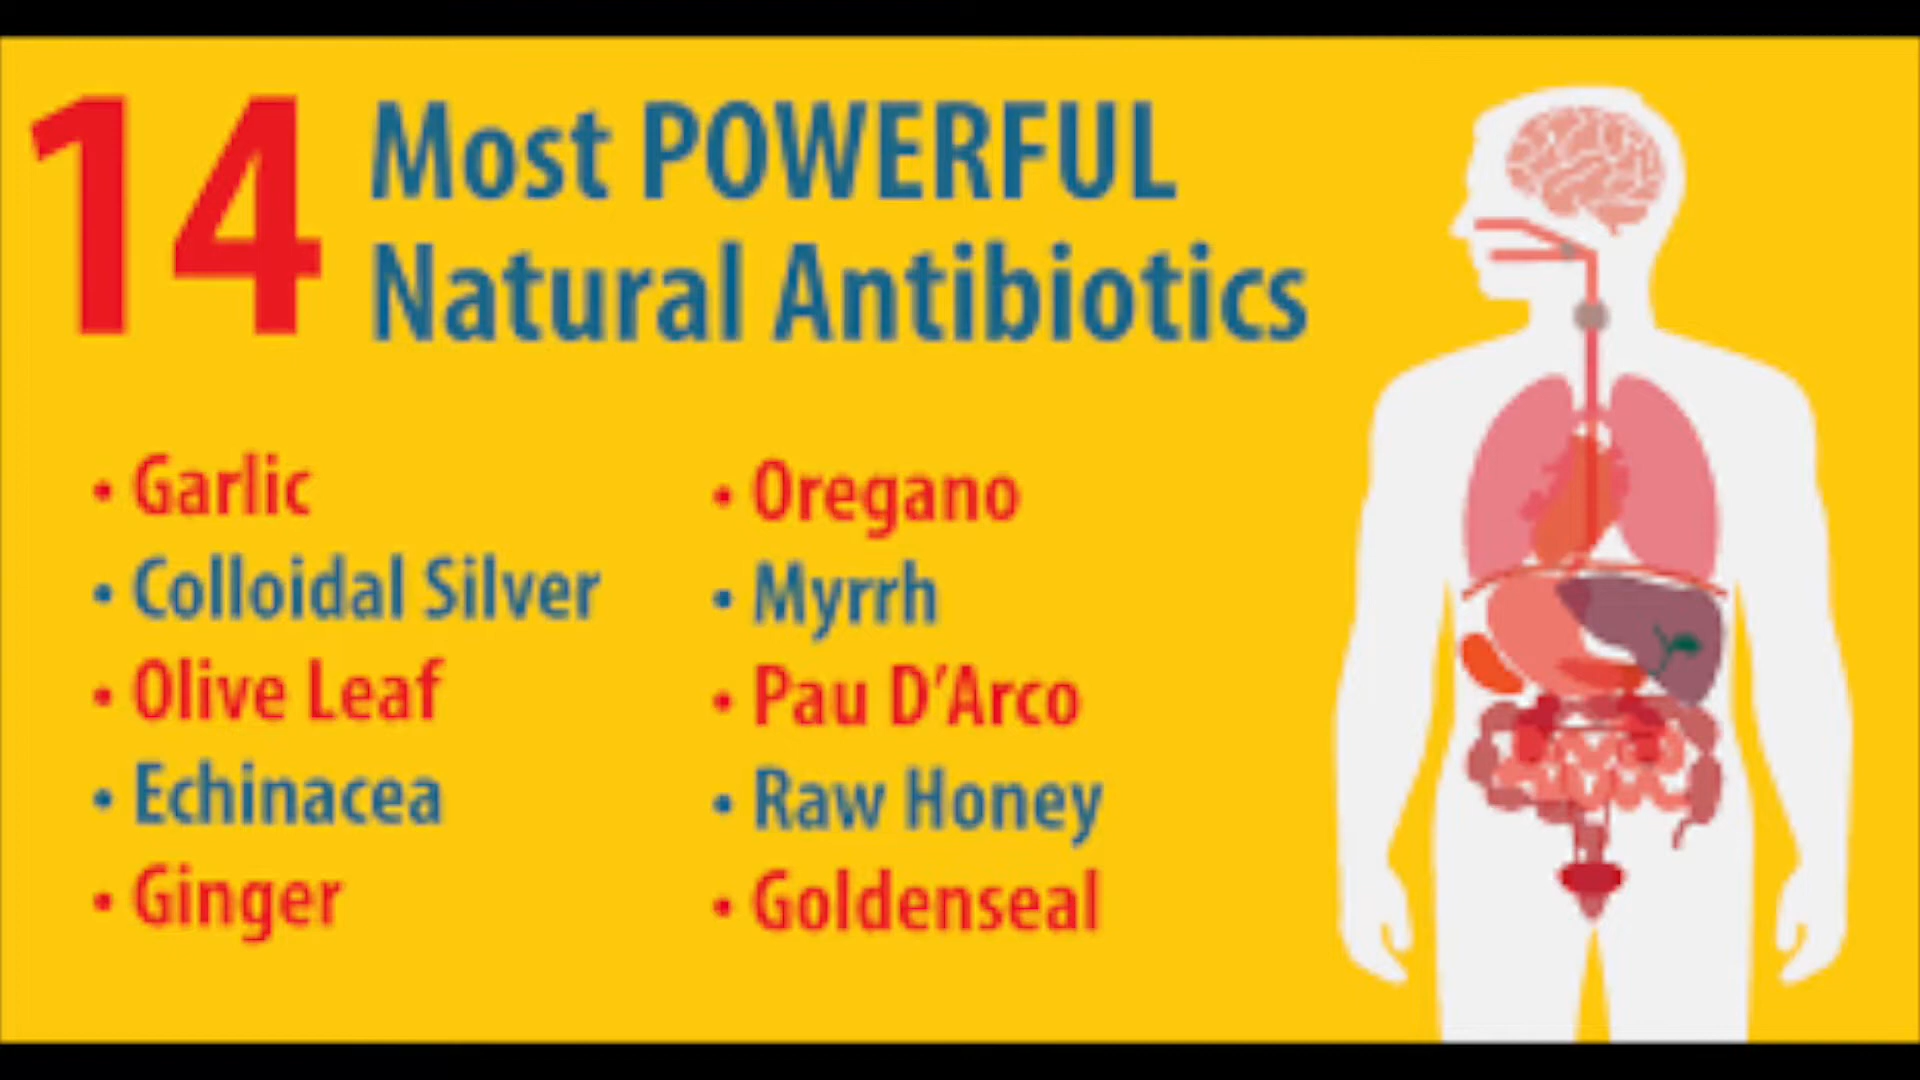 14
Most POWERFUL
Natural Antibiotics
• Garlic
• Colloidal Silver
• Olive Leaf
• Echinacea
• Ginger
• Oregano
• Myrrh
• Pau D’Arco
• Raw Honey
• Goldenseal